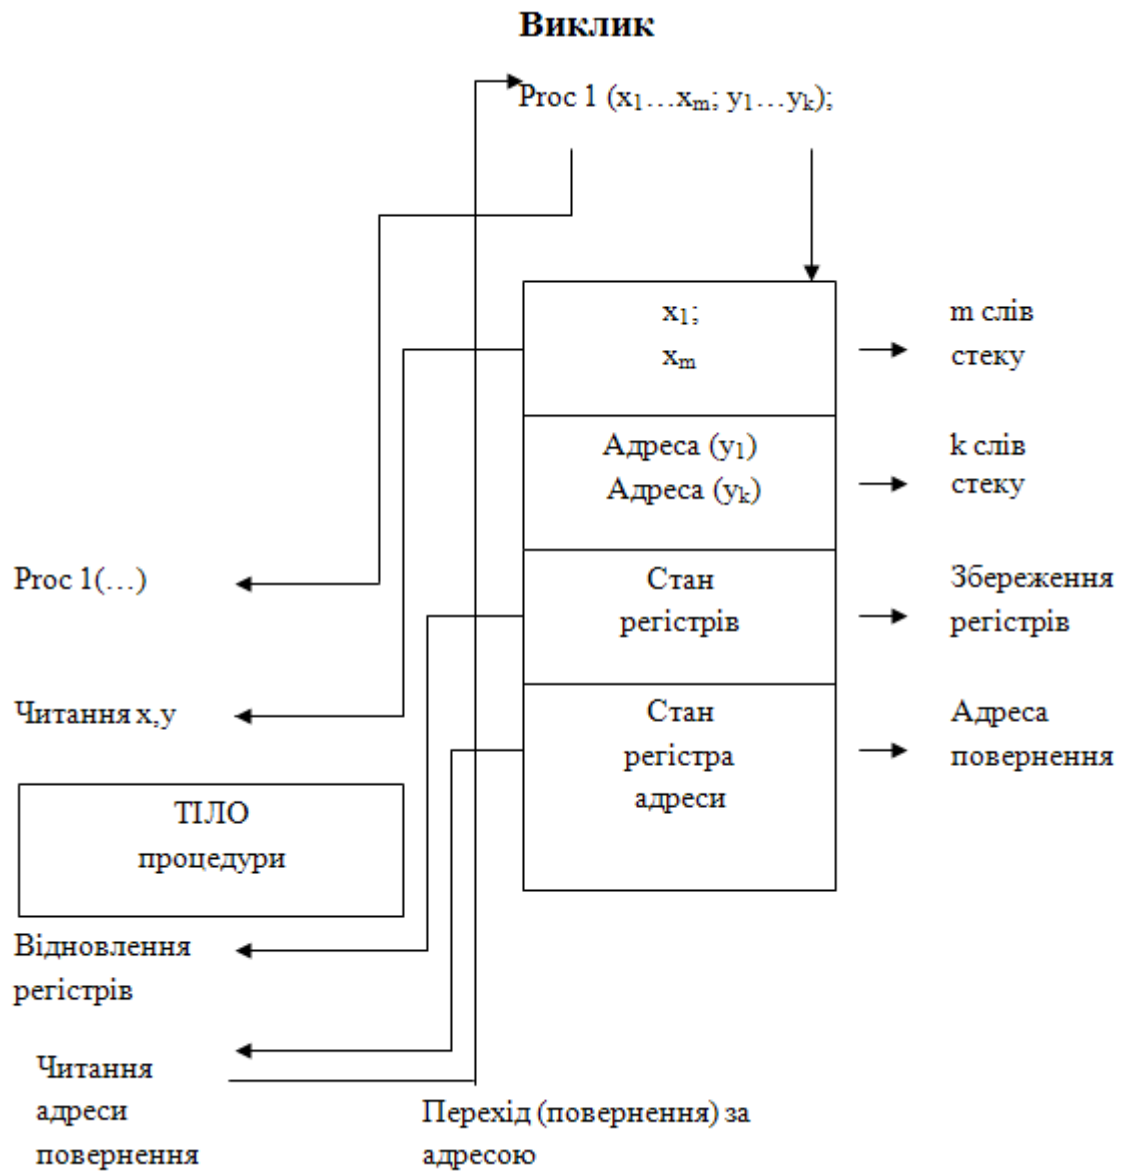 Виклик
Proc 1 (x₁…xₘ; y₁…yₖ);
x₁;
xₘ
m слів
стеку
Адреса (y₁)
Адреса (yₖ)
k слів
стеку
Proc 1(…)
Стан
регістрів
Збереження
регістрів
Читання x,y
Стан
регістра
адреси
Адреса
повернення
ТІЛО
процедури
Відновлення
регістрів
Читання
адреси
повернення
Перехід (повернення) за
адресою